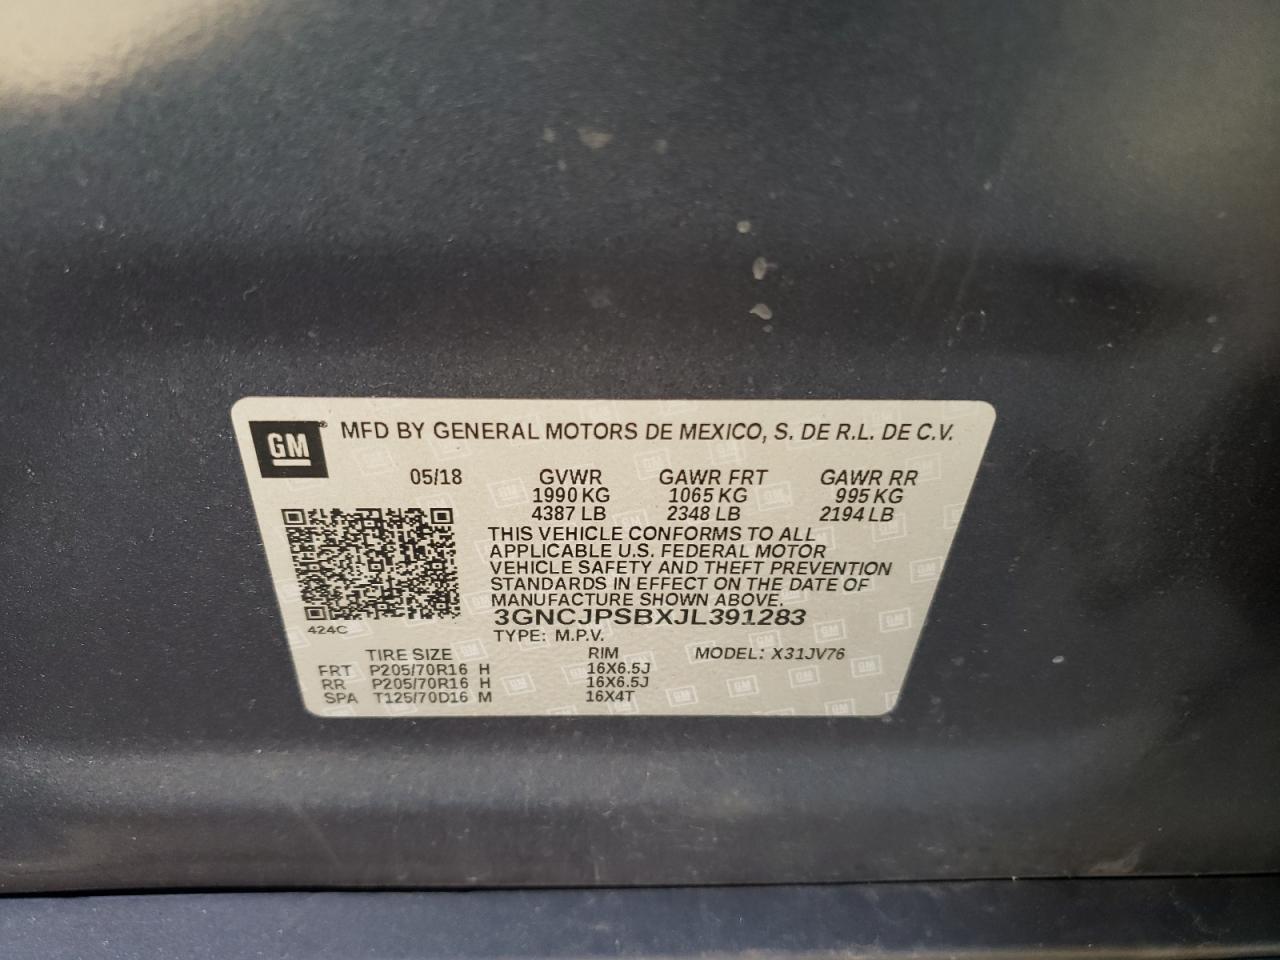 GM® MFD BY GENERAL MOTORS DE MEXICO, S. DE R.L. DE C.V.
05/18 GVWR GAWR FRT GAWR RR
1990 KG 1065 KG 995 KG
4387 LB 2348 LB 2194 LB
THIS VEHICLE CONFORMS TO ALL
APPLICABLE U.S. FEDERAL MOTOR
VEHICLE SAFETY AND THEFT PREVENTION
STANDARDS IN EFFECT ON THE DATE OF
MANUFACTURE SHOWN ABOVE.
3GNCJPSBXJL391283
424C
TYPE: M.P.V.
TIRE SIZE RIM MODEL: X31JV76
FRT P205/70R16 H 16X6.5J
RR P205/70R16 H 16X6.5J
SPA T125/70D16 M 16X4T